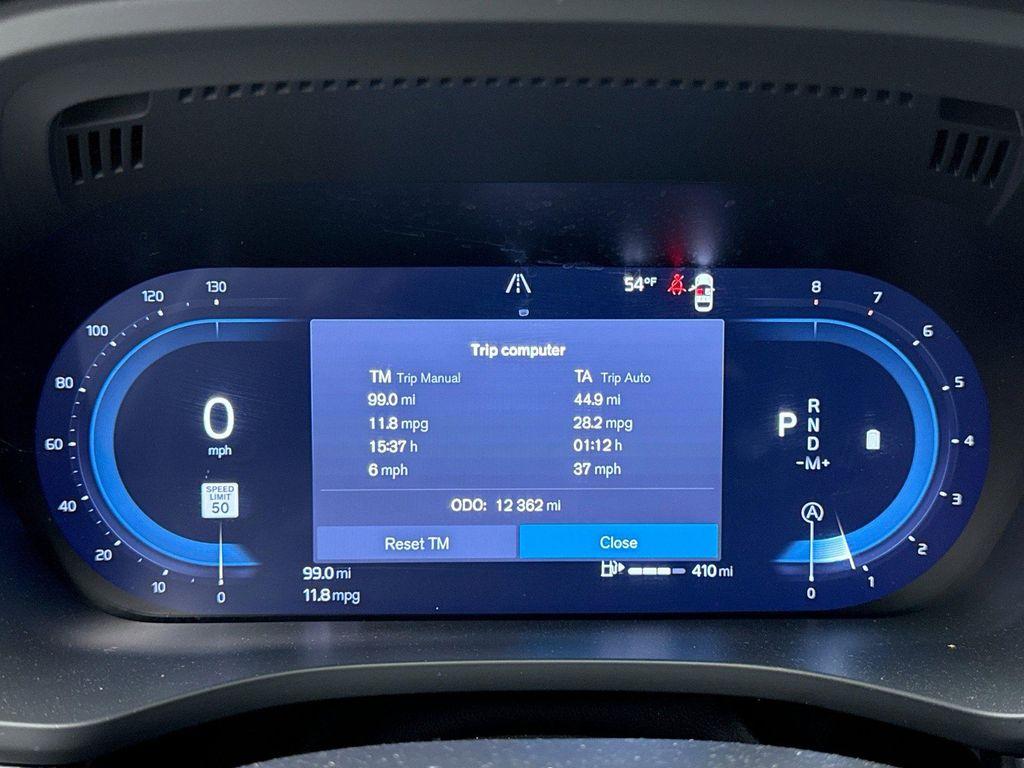 130
120
100
80
60
40
20
10
0
0
mph
SPEED
LIMIT
50
54°F
Trip computer
TM Trip Manual
99.0 mi
11.8 mpg
15:37 h
6 mph
TA Trip Auto
44.9 mi
28.2 mpg
01:12 h
37 mph
ODO: 12 362 mi
Reset TM
Close
99.0 mi
11.8 mpg
410 mi
8
7
6
5
4
3
2
1
0
P
R
N
D
-M+
A